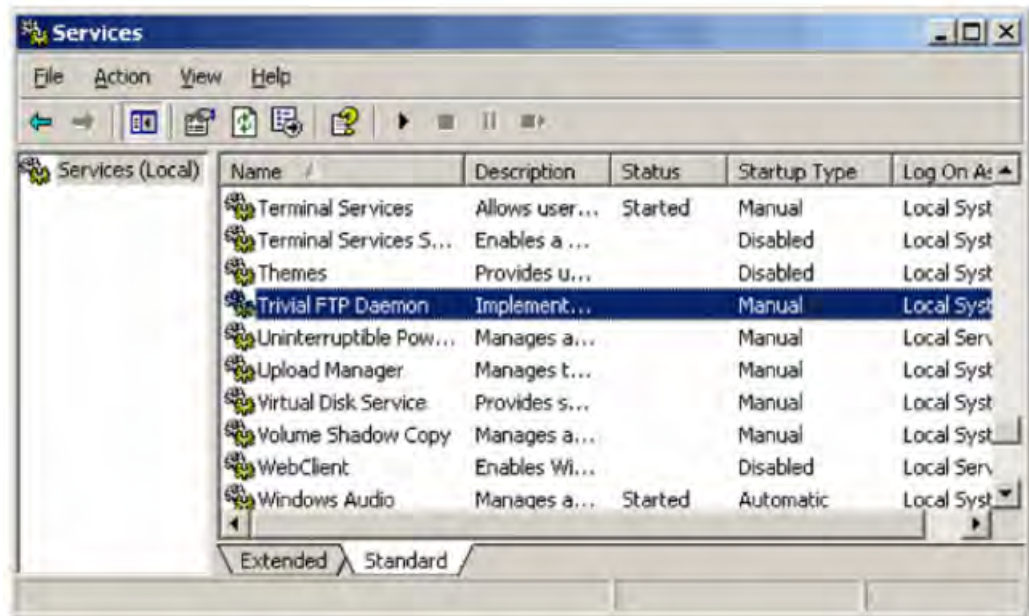 Services
File Action View Help
Services (Local)
Name Description Status Startup Type Log On As
Terminal Services Allows user... Started Manual Local Syst
Terminal Services S... Enables a ... Disabled Local Syst
Themes Provides u... Disabled Local Syst
Trivial FTP Daemon Implement... Manual Local Syst
Uninterruptible Pow... Manages a... Manual Local Serv
Upload Manager Manages t... Manual Local Syst
Virtual Disk Service Provides s... Manual Local Syst
Volume Shadow Copy Manages a... Manual Local Syst
WebClient Enables Wi... Disabled Local Serv
Windows Audio Manages a... Started Automatic Local Syst
Extended Standard